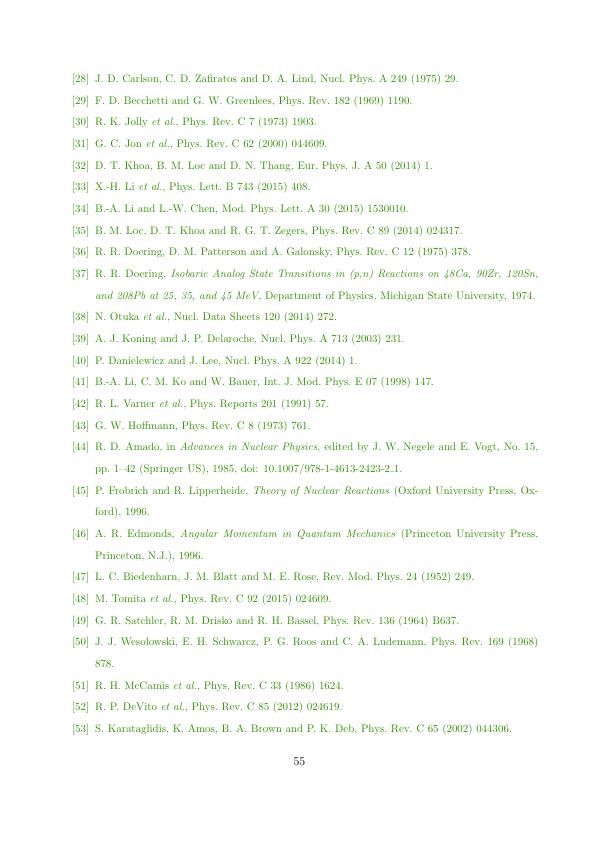 [28] J. D. Carlson, C. D. Zafiratos and D. A. Lind, Nucl. Phys. A 249 (1975) 29.
[29] F. D. Becchetti and G. W. Greenlees, Phys. Rev. 182 (1969) 1190.
[30] R. K. Jolly et al., Phys. Rev. C 7 (1973) 1903.
[31] G. C. Jon et al., Phys. Rev. C 62 (2000) 044609.
[32] D. T. Khoa, B. M. Loc and D. N. Thang, Eur. Phys. J. A 50 (2014) 1.
[33] X.-H. Li et al., Phys. Lett. B 743 (2015) 408.
[34] B.-A. Li and L.-W. Chen, Mod. Phys. Lett. A 30 (2015) 1530010.
[35] B. M. Loc, D. T. Khoa and R. G. T. Zegers, Phys. Rev. C 89 (2014) 024317.
[36] R. R. Doering, D. M. Patterson and A. Galonsky, Phys. Rev. C 12 (1975) 378.
[37] R. R. Doering, Isobaric Analog State Transitions in (p,n) Reactions on 48Ca, 90Zr, 120Sn,
and 208Pb at 25, 35, and 45 MeV, Department of Physics, Michigan State University, 1974.
[38] N. Otuka et al., Nucl. Data Sheets 120 (2014) 272.
[39] A. J. Koning and J. P. Delaroche, Nucl. Phys. A 713 (2003) 231.
[40] P. Danielewicz and J. Lee, Nucl. Phys. A 922 (2014) 1.
[41] B.-A. Li, C. M. Ko and W. Bauer, Int. J. Mod. Phys. E 07 (1998) 147.
[42] R. L. Varner et al., Phys. Reports 201 (1991) 57.
[43] G. W. Hoffmann, Phys. Rev. C 8 (1973) 761.
[44] R. D. Amado, in Advances in Nuclear Physics, edited by J. W. Negele and E. Vogt, No. 15,
pp. 1–42 (Springer US), 1985, doi: 10.1007/978-1-4613-2423-2_1.
[45] P. Frobrich and R. Lipperheide, Theory of Nuclear Reactions (Oxford University Press, Ox-
ford), 1996.
[46] A. R. Edmonds, Angular Momentum in Quantum Mechanics (Princeton University Press,
Princeton, N.J.), 1996.
[47] L. C. Biedenharn, J. M. Blatt and M. E. Rose, Rev. Mod. Phys. 24 (1952) 249.
[48] M. Tomita et al., Phys. Rev. C 92 (2015) 024609.
[49] G. R. Satchler, R. M. Drisko and R. H. Bassel, Phys. Rev. 136 (1964) B637.
[50] J. J. Wesolowski, E. H. Schwarcz, P. G. Roos and C. A. Ludemann, Phys. Rev. 169 (1968)
878.
[51] R. H. McCamis et al., Phys. Rev. C 33 (1986) 1624.
[52] R. P. DeVito et al., Phys. Rev. C 85 (2012) 024619.
[53] S. Karataglidis, K. Amos, B. A. Brown and P. K. Deb, Phys. Rev. C 65 (2002) 044306.
55